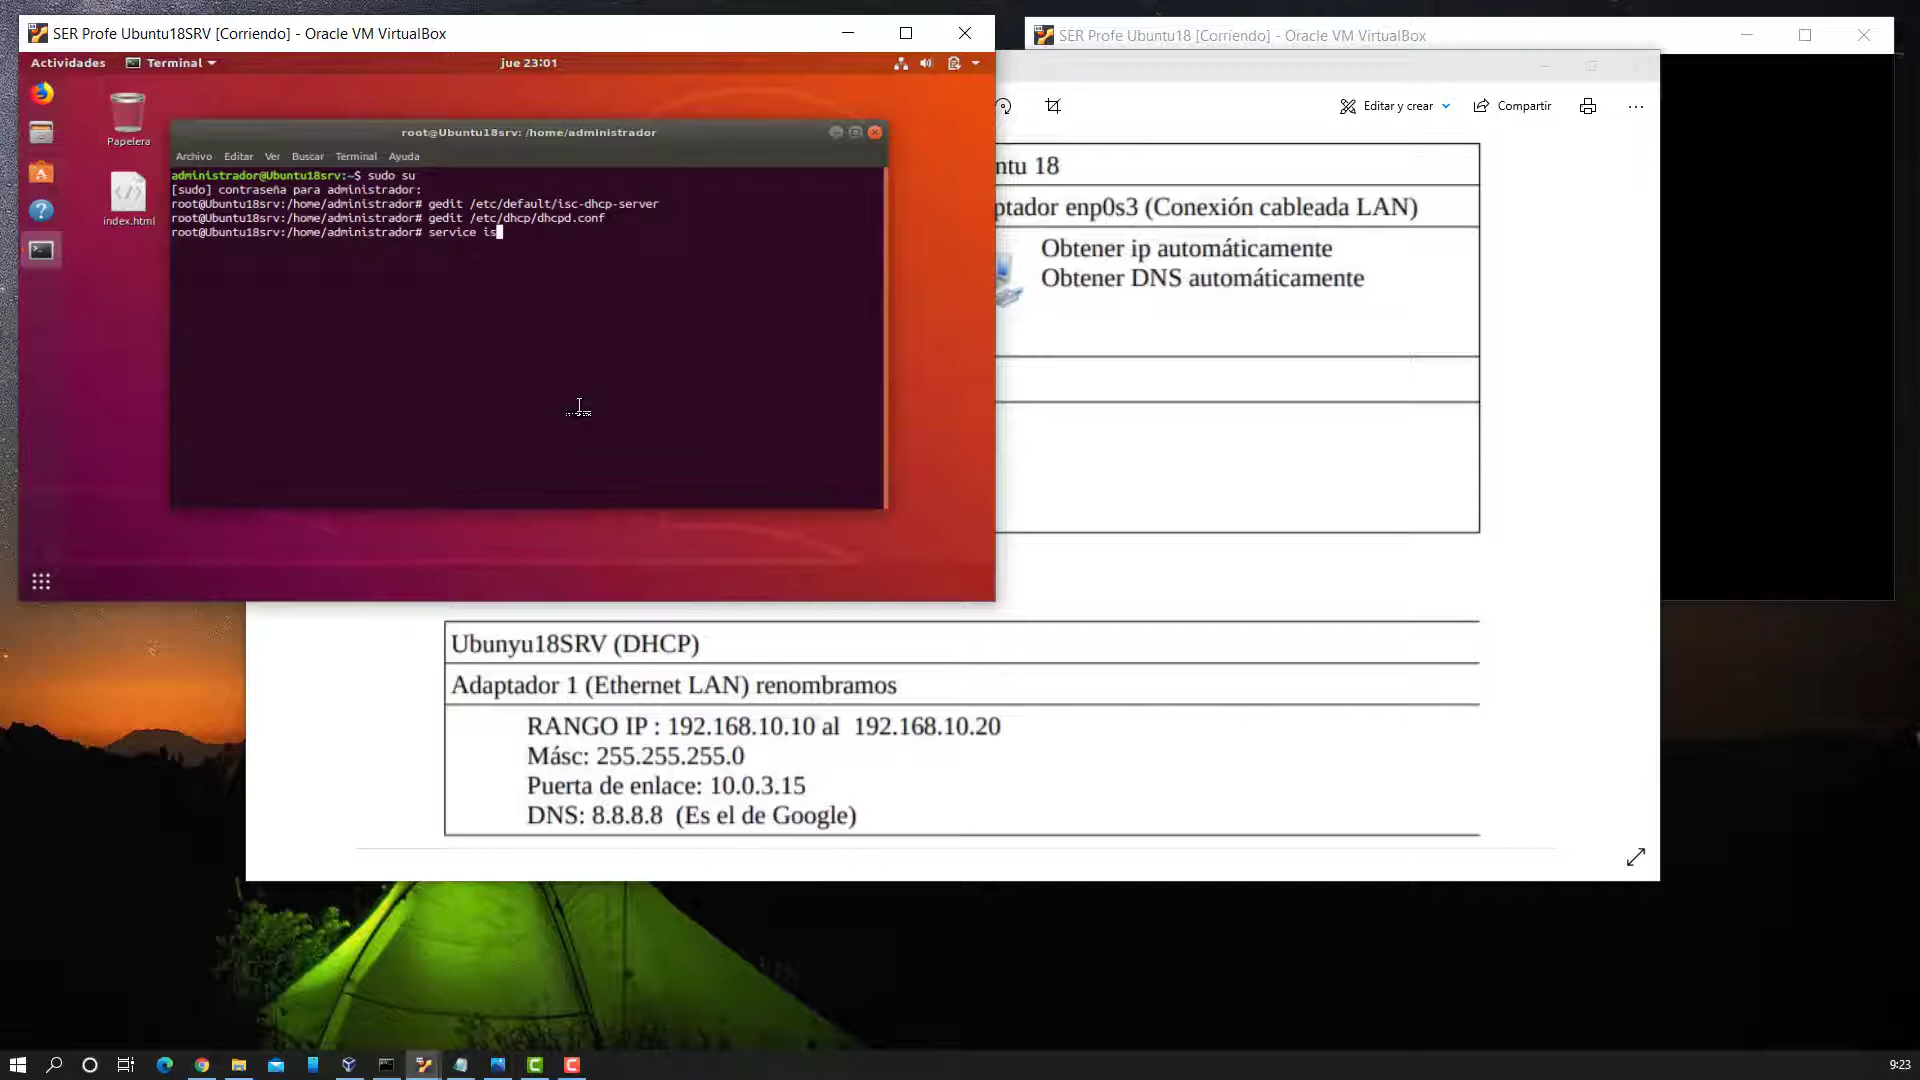 SER Profe Ubuntu18SRV [Corriendo] - Oracle VM VirtualBox
SER Profe Ubuntu18 [Corriendo] - Oracle VM VirtualBox
Actividades
Terminal
jue 23:01
Papelera
index.html
root@Ubuntu18srv: /home/administrador
Archivo Editar Ver Buscar Terminal Ayuda
administrador@Ubuntu18srv:~$ sudo su
[sudo] contraseña para administrador:
root@Ubuntu18srv:/home/administrador# gedit /etc/default/isc-dhcp-server
root@Ubuntu18srv:/home/administrador# gedit /etc/dhcp/dhcpd.conf
root@Ubuntu18srv:/home/administrador# service is
Editar y crear
Compartir
ntu 18
ptador enp0s3 (Conexión cableada LAN)
Obtener ip automáticamente
Obtener DNS automáticamente
Ubunyu18SRV (DHCP)
Adaptador 1 (Ethernet LAN) renombramos
RANGO IP : 192.168.10.10 al 192.168.10.20
Másc: 255.255.255.0
Puerta de enlace: 10.0.3.15
DNS: 8.8.8.8 (Es el de Google)
9:23